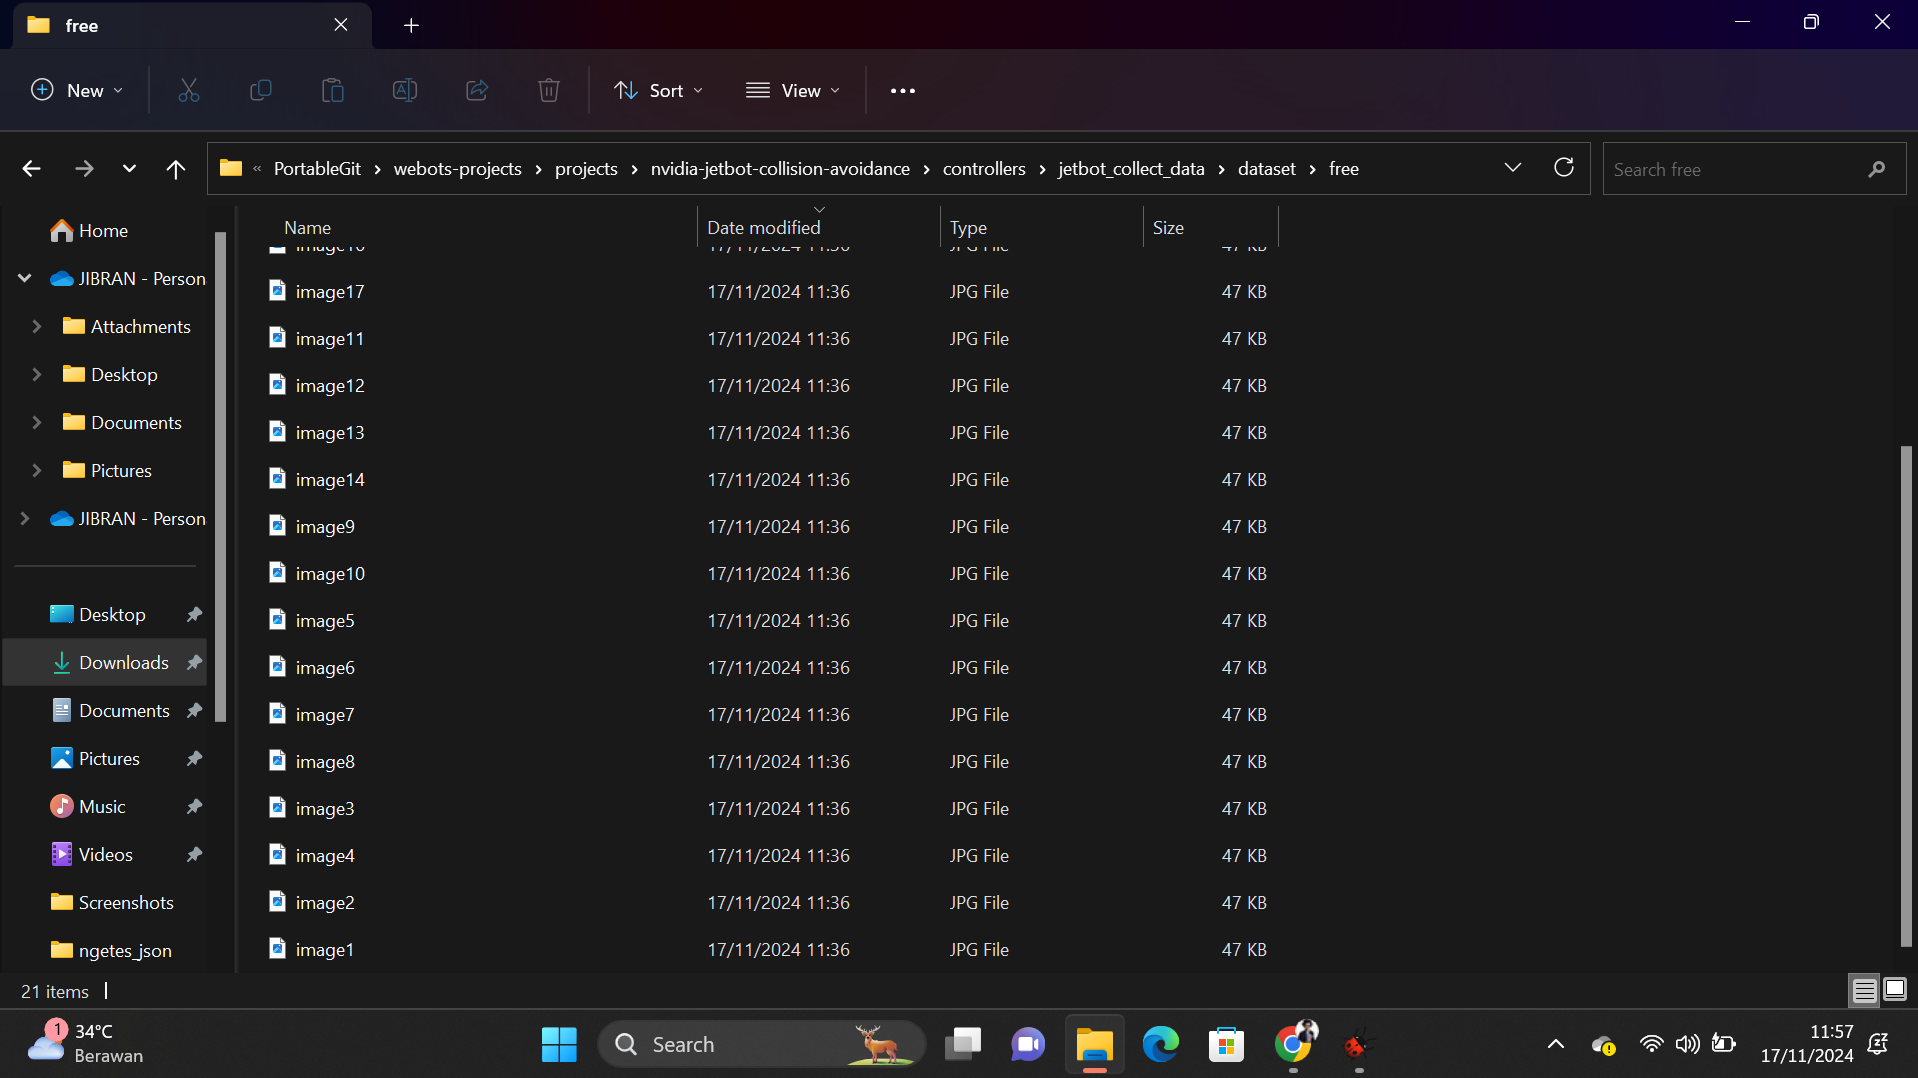 free
New
Sort
View
PortableGit > webots-projects > projects > nvidia-jetbot-collision-avoidance > controllers > jetbot_collect_data > dataset > free
Search free
Home
JIBRAN - Person
Attachments
Desktop
Documents
Pictures
JIBRAN - Person
Desktop
Downloads
Documents
Pictures
Music
Videos
Screenshots
ngetes_json
Name Date modified Type Size
image17 17/11/2024 11:36 JPG File 47 KB
image11 17/11/2024 11:36 JPG File 47 KB
image12 17/11/2024 11:36 JPG File 47 KB
image13 17/11/2024 11:36 JPG File 47 KB
image14 17/11/2024 11:36 JPG File 47 KB
image9 17/11/2024 11:36 JPG File 47 KB
image10 17/11/2024 11:36 JPG File 47 KB
image5 17/11/2024 11:36 JPG File 47 KB
image6 17/11/2024 11:36 JPG File 47 KB
image7 17/11/2024 11:36 JPG File 47 KB
image8 17/11/2024 11:36 JPG File 47 KB
image3 17/11/2024 11:36 JPG File 47 KB
image4 17/11/2024 11:36 JPG File 47 KB
image2 17/11/2024 11:36 JPG File 47 KB
image1 17/11/2024 11:36 JPG File 47 KB
21 items
1
34°C
Berawan
Search
11:57
17/11/2024